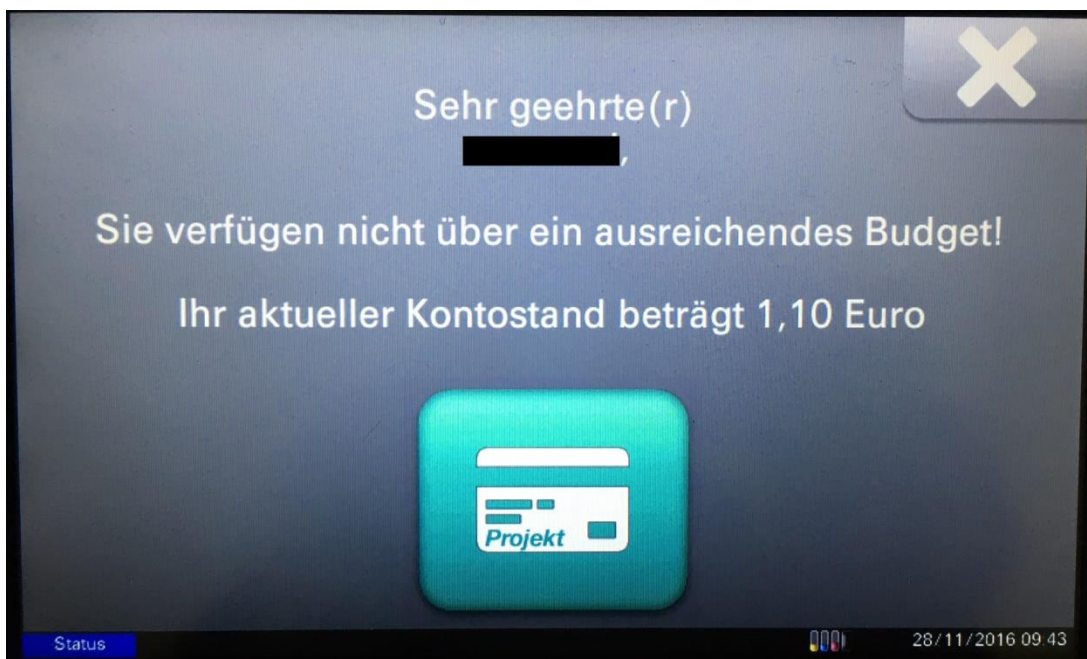 Sehr geehrte(r)
,
Sie verfügen nicht über ein ausreichendes Budget!
Ihr aktueller Kontostand beträgt 1,10 Euro
Projekt
Status
28/11/2016 09:43